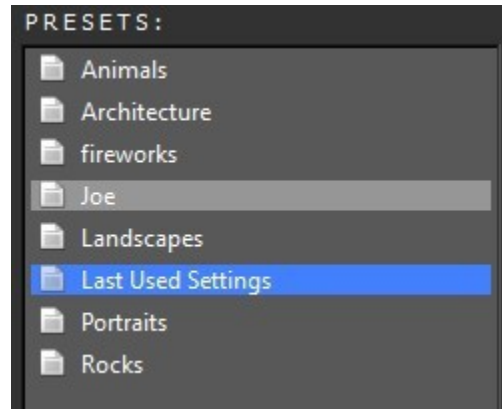 PRESETS:
Animals
Architecture
fireworks
Joe
Landscapes
Last Used Settings
Portraits
Rocks